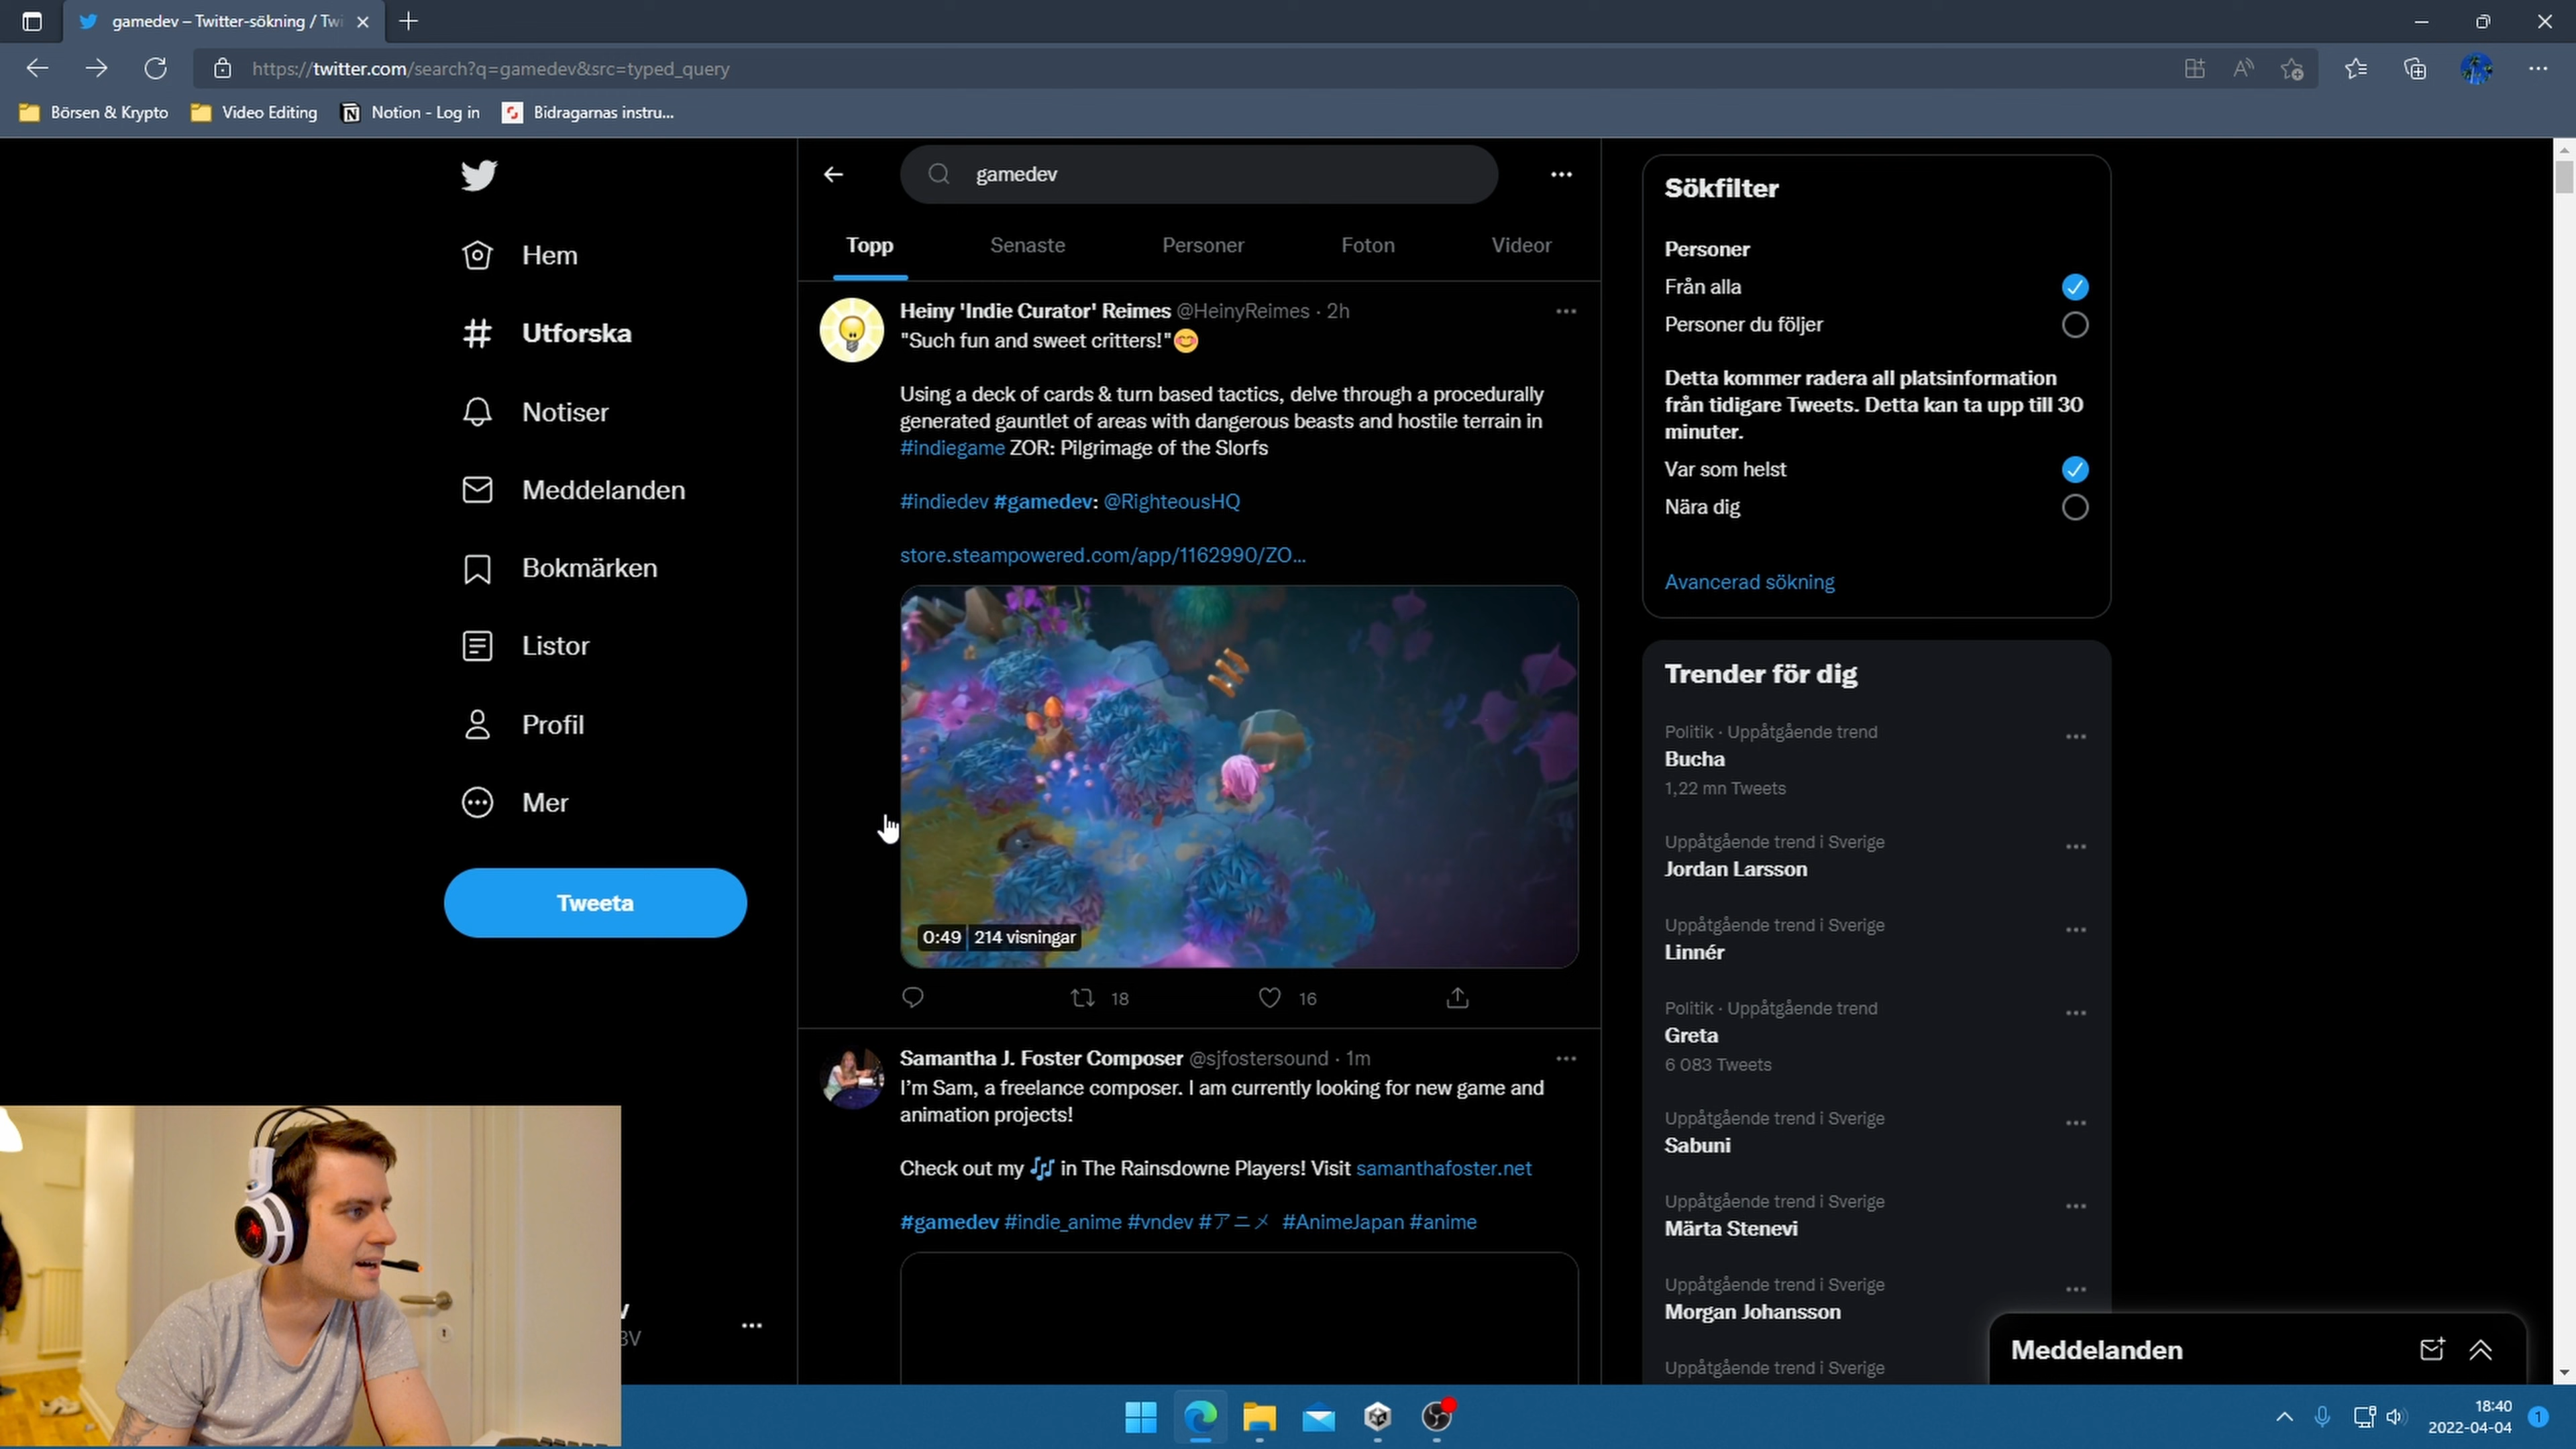 gamedev – Twitter-sökning / Twi
https://twitter.com/search?q=gamedev&src=typed_query
Börsen & Krypto
Video Editing
Notion - Log in
Bidragarnas instru...
Hem
Utforska
Notiser
Meddelanden
Bokmärken
Listor
Profil
Mer
Tweeta
gamedev
Topp
Senaste
Personer
Foton
Videor
Heiny 'Indie Curator' Reimes @HeinyReimes · 2h
"Such fun and sweet critters!"😊
Using a deck of cards & turn based tactics, delve through a procedurally
generated gauntlet of areas with dangerous beasts and hostile terrain in
#indiegame ZOR: Pilgrimage of the Slorfs
#indiedev #gamedev: @RighteousHQ
store.steampowered.com/app/1162990/ZO...
0:49 214 visningar
18
16
Samantha J. Foster Composer @sjfostersound · 1m
I'm Sam, a freelance composer. I am currently looking for new game and
animation projects!
Check out my 🎶 in The Rainsdowne Players! Visit samanthafoster.net
#gamedev #indie_anime #vndev #アニメ #AnimeJapan #anime
Sökfilter
Personer
Från alla
Personer du följer
Detta kommer radera all platsinformation
från tidigare Tweets. Detta kan ta upp till 30
minuter.
Var som helst
Nära dig
Avancerad sökning
Trender för dig
Politik · Uppåtgående trend
Bucha
1,22 mn Tweets
Uppåtgående trend i Sverige
Jordan Larsson
Uppåtgående trend i Sverige
Linnér
Politik · Uppåtgående trend
Greta
6 083 Tweets
Uppåtgående trend i Sverige
Sabuni
Uppåtgående trend i Sverige
Märta Stenevi
Uppåtgående trend i Sverige
Morgan Johansson
Uppåtgående trend i Sverige
Meddelanden
18:40
2022-04-04
1